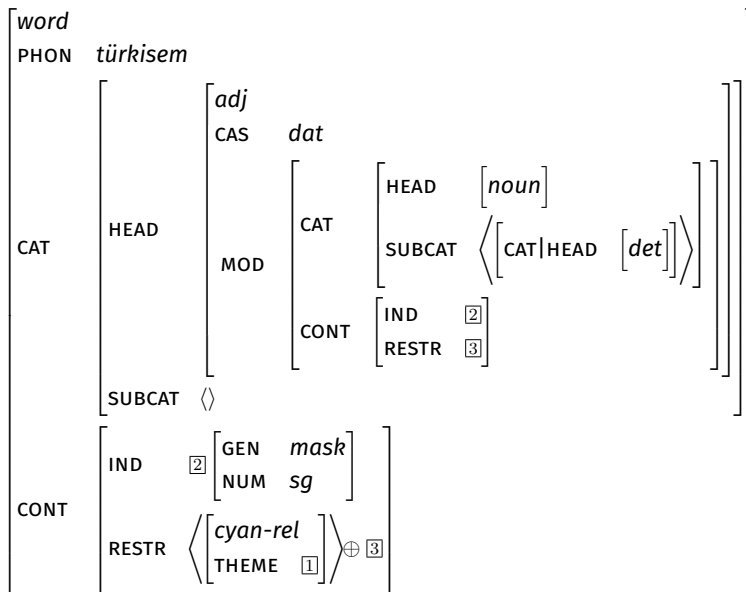 word
PHON türkisem
adj
CAS dat
HEAD [noun]
CAT
HEAD
SUBCAT ⟨[CAT|HEAD [det]]⟩
CAT
MOD
IND 2
CONT
RESTR 3
SUBCAT ⟨⟩
GEN mask
IND 2
NUM sg
CONT
cyan-rel
RESTR ⟨ ⟩ ⊕ 3
THEME 1